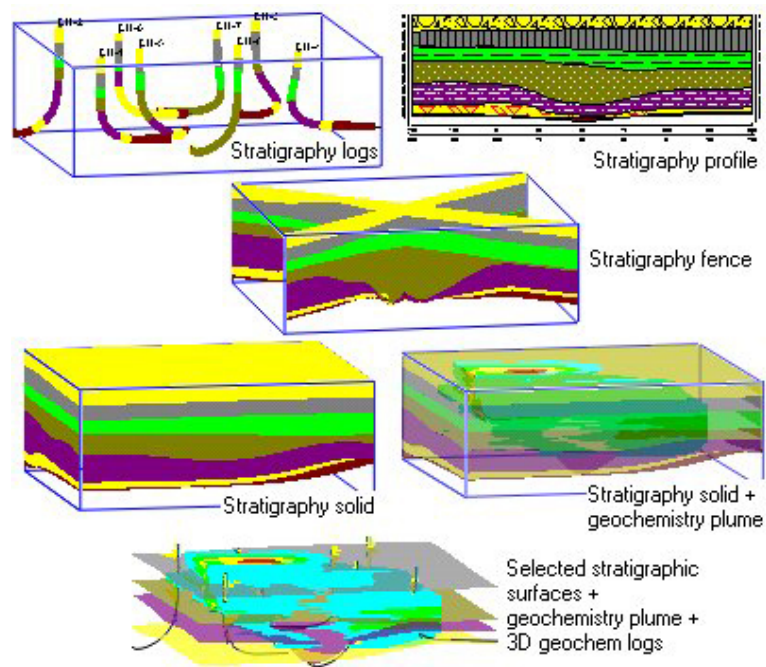 Stratigraphy logs
Stratigraphy profile
Stratigraphy fence
Stratigraphy solid
Stratigraphy solid +
geochemistry plume
Selected stratigraphic
surfaces +
geochemistry plume +
3D geochem logs